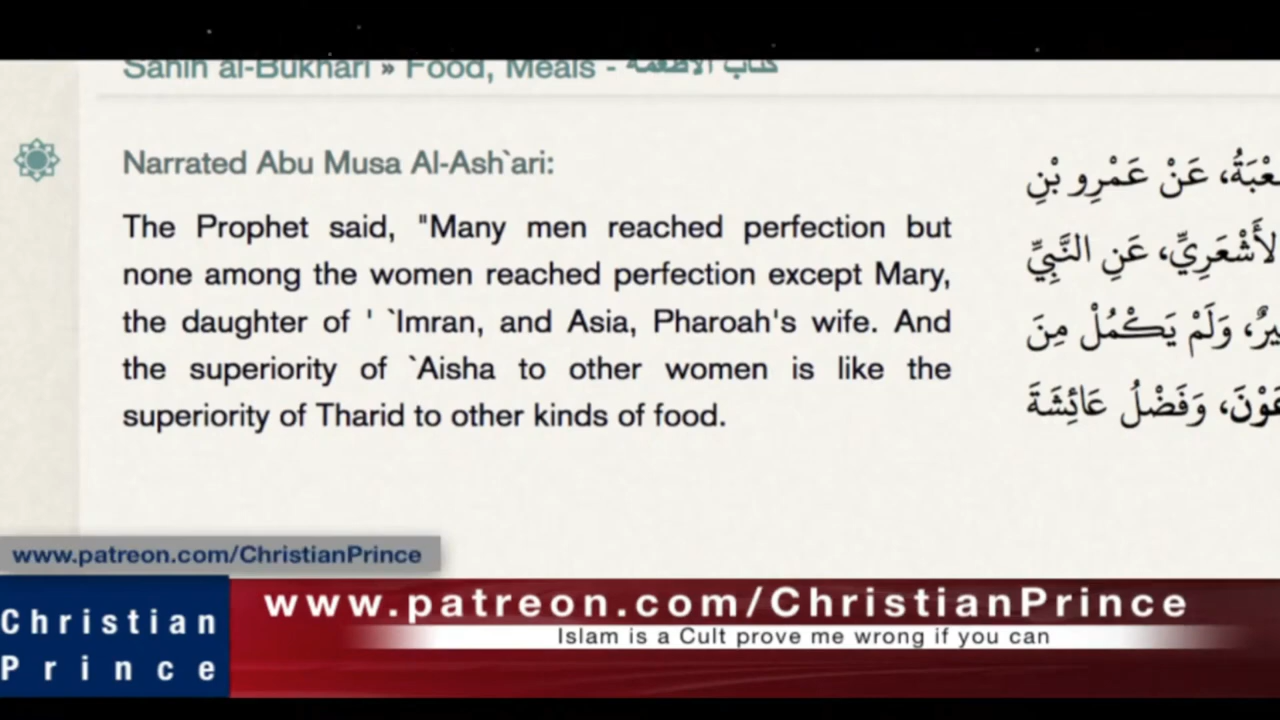 Sahih al-Bukhari » Food, Meals - كتاب الأطعمة
Narrated Abu Musa Al-Ash`ari:
The Prophet said, "Many men reached perfection but
none among the women reached perfection except Mary,
the daughter of ' `Imran, and Asia, Pharoah's wife. And
the superiority of `Aisha to other women is like the
superiority of Tharid to other kinds of food.
عَنْ عَمْرِو بْنِ
عَنِ النَّبِيِّ
وَلَمْ يَكْمُلْ مِنَ
وَفَضْلُ عَائِشَةَ
www.patreon.com/ChristianPrince
Christian
Prince
www.patreon.com/ChristianPrince
Islam is a Cult prove me wrong if you can